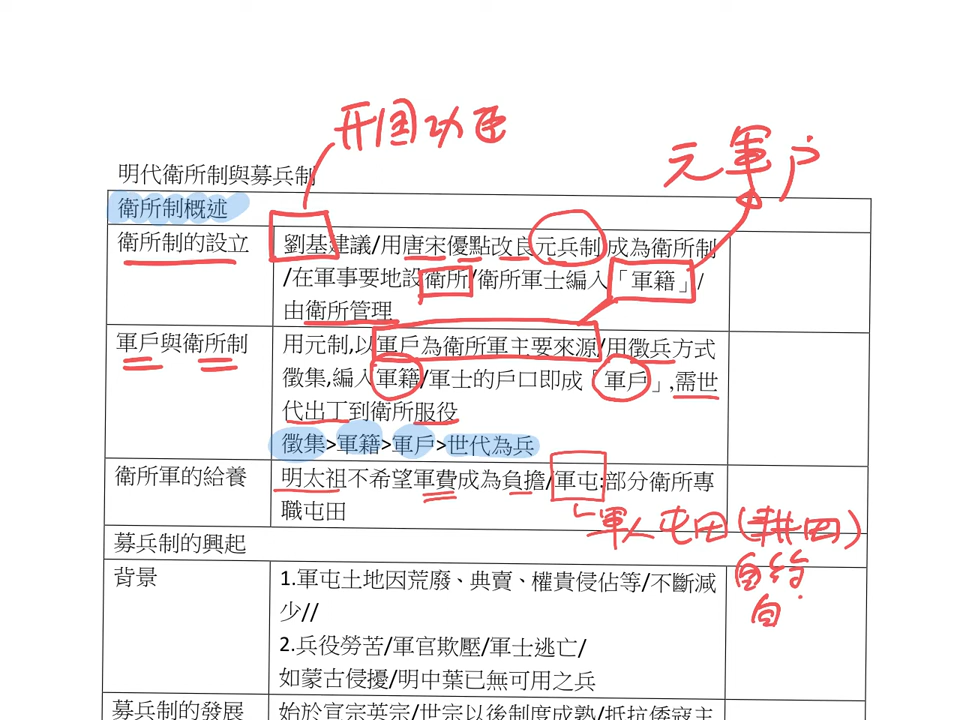 开国功臣
元軍户
明代衛所制與募兵制
衛所制概述
衛所制的設立
劉基建議/用唐宋優點改良元兵制 成為衛所制
/在軍事要地設衛所/衛所軍士編入「軍籍」/
由衛所管理
軍戶與衛所制
用元制,以軍戶為衛所軍主要來源/用徵兵方式
徵集,編入軍籍/軍士的戶口即成「軍戶」,需世
代出丁到衛所服役
徵集>軍籍>軍戶>世代為兵
衛所軍的給養
明太祖不希望軍費成為負擔/軍屯:部分衛所專
職屯田
軍人屯田(耕田)
自給
自
募兵制的興起
背景
1.軍屯土地因荒廢、典賣、權貴侵佔等/不斷減
少//
2.兵役勞苦/軍官欺壓/軍士逃亡/
如蒙古侵擾/明中葉已無可用之兵
募兵制的發展
始於宣宗英宗/世宗以後制度成熟/抵抗倭寇主